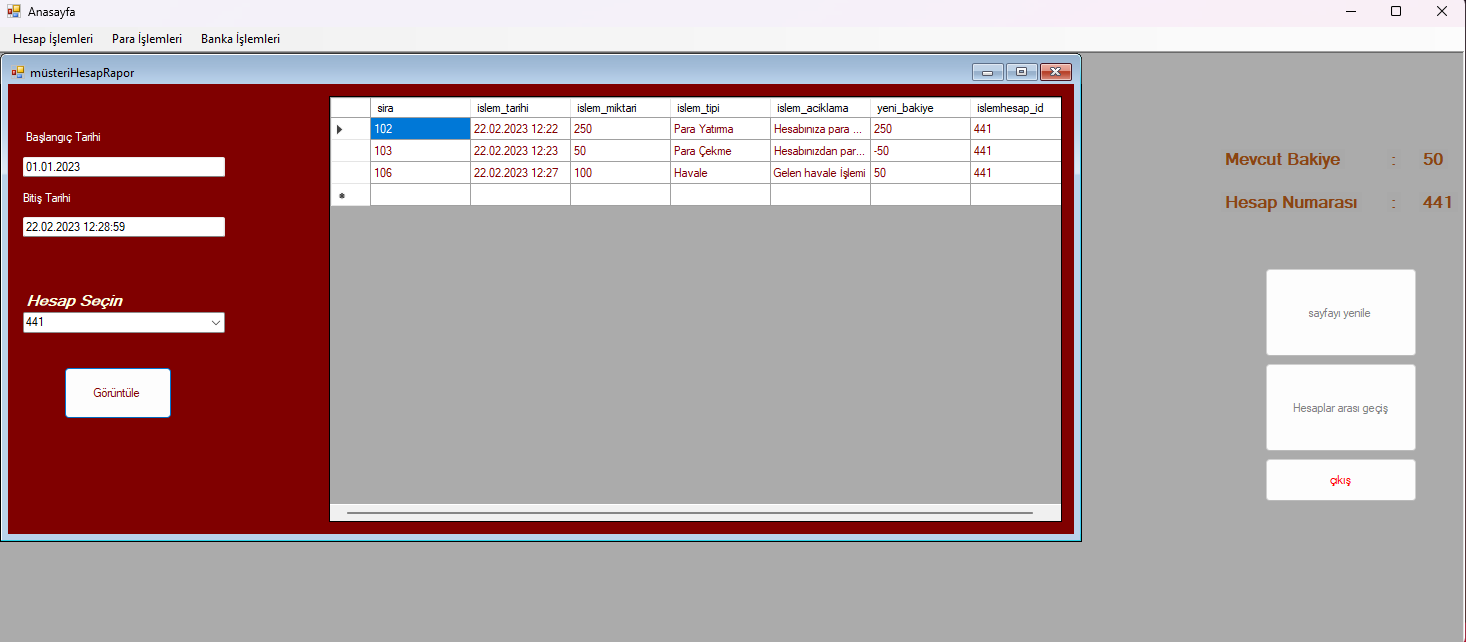 Anasayfa
Hesap İşlemleri Para İşlemleri Banka İşlemleri
müsteriHesapRapor
Başlangıç Tarihi
01.01.2023
Bitiş Tarihi
22.02.2023 12:28:59
Hesap Seçin
441
Görüntüle
sira islem_tarihi islem_miktari islem_tipi islem_aciklama yeni_bakiye islemhesap_id
102 22.02.2023 12:22 250 Para Yatırma Hesabınıza para ... 250 441
103 22.02.2023 12:23 50 Para Çekme Hesabınızdan par... -50 441
106 22.02.2023 12:27 100 Havale Gelen havale İşlemi 50 441
Mevcut Bakiye : 50
Hesap Numarası : 441
sayfayı yenile
Hesaplar arası geçiş
çıkış